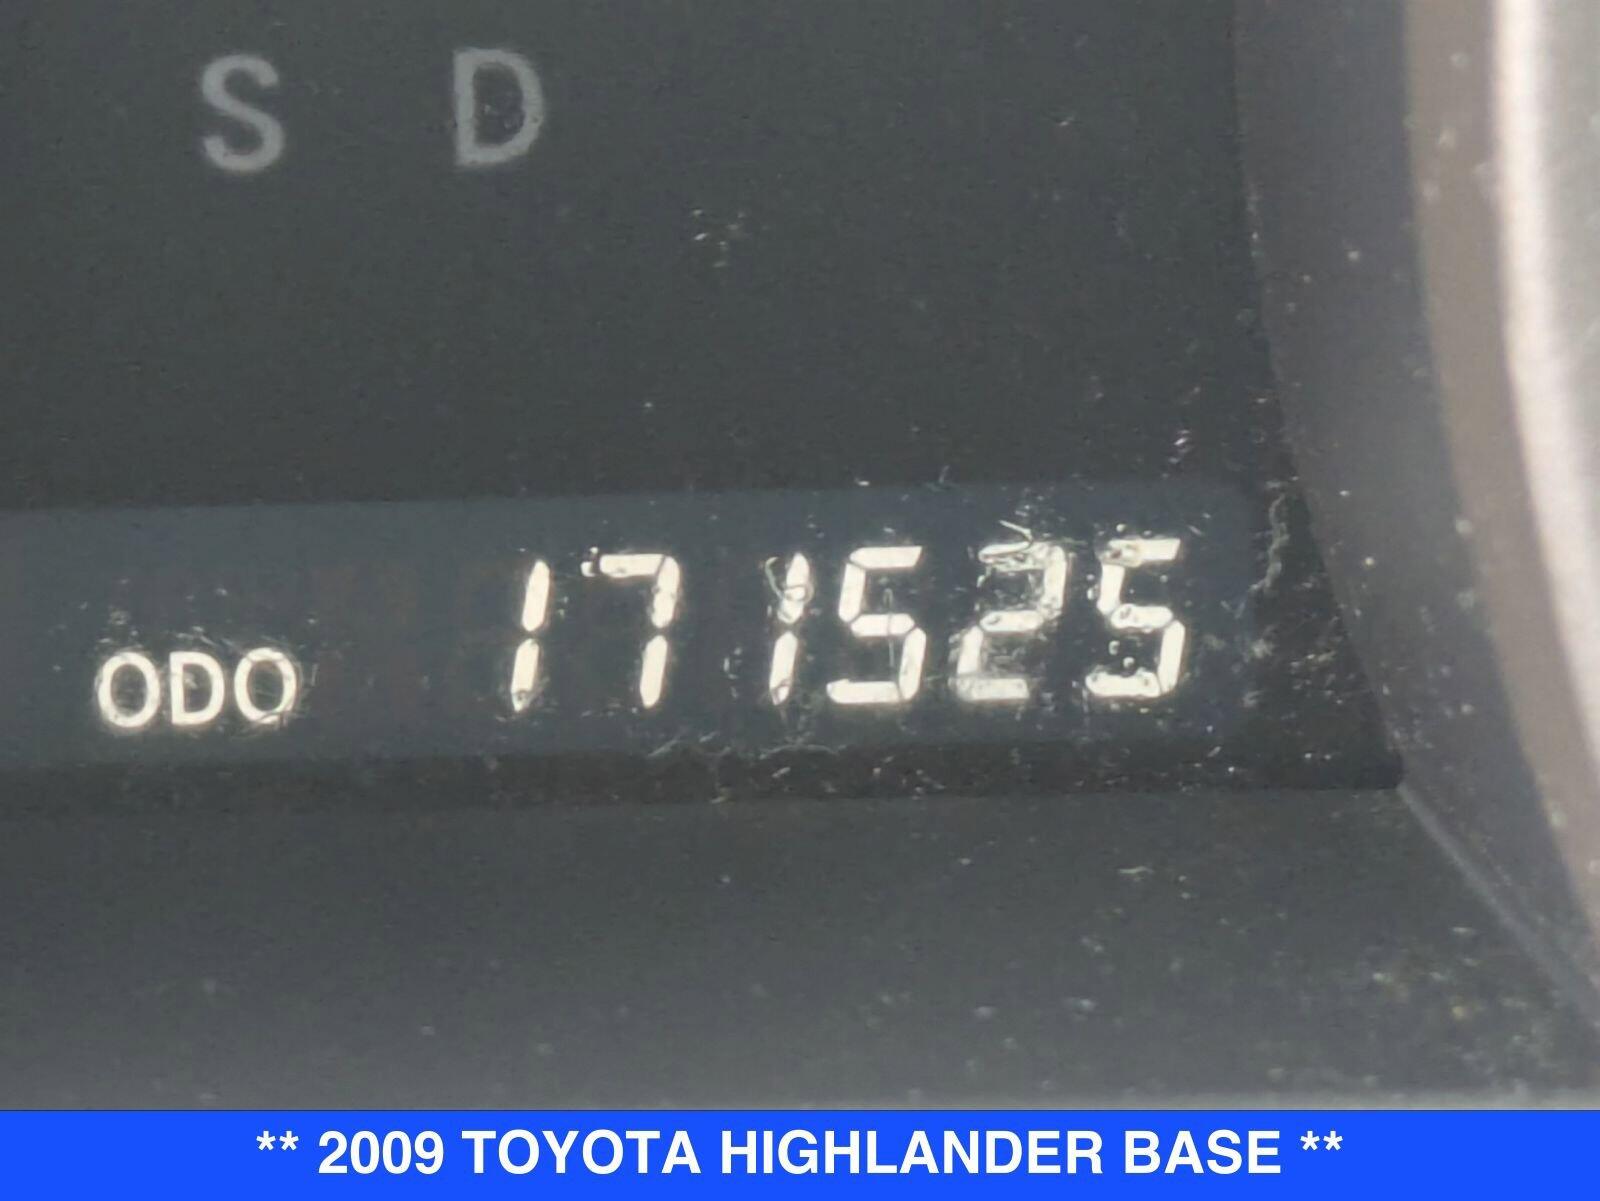 S D
ODO 171525
** 2009 TOYOTA HIGHLANDER BASE **